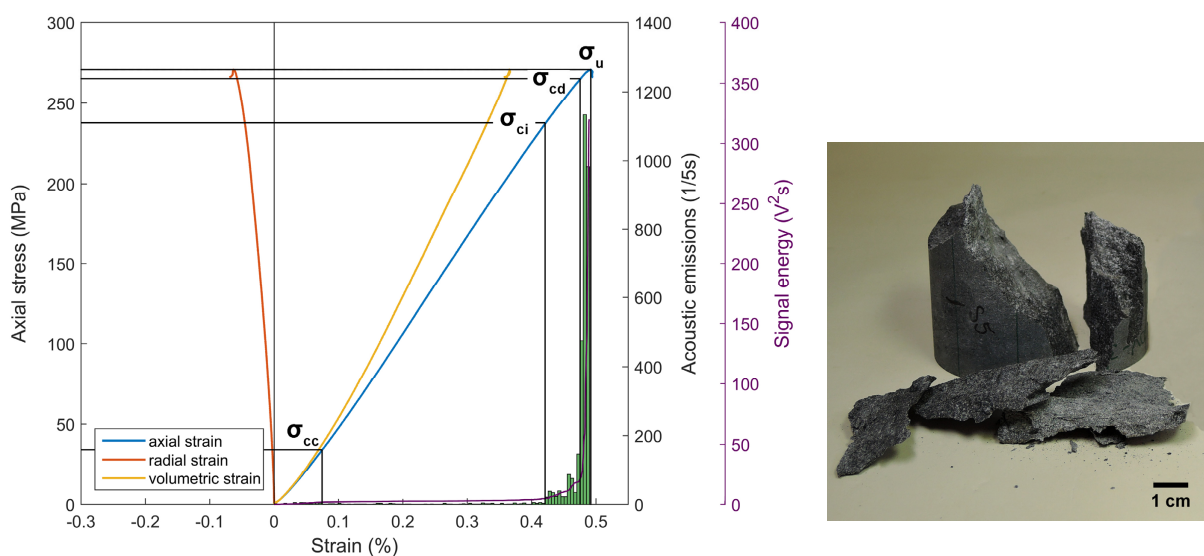 300
250
200
150
100
50
0
Axial stress (MPa)
-0.3
-0.2
-0.1
0
0.1
0.2
0.3
0.4
0.5
Strain (%)
σu
σcd
σci
σcc
axial strain
radial strain
volumetric strain
1400
1200
1000
800
600
400
200
0
Acoustic emissions (1/5s)
400
350
300
250
200
150
100
50
0
Signal energy (V²s)
1 cm